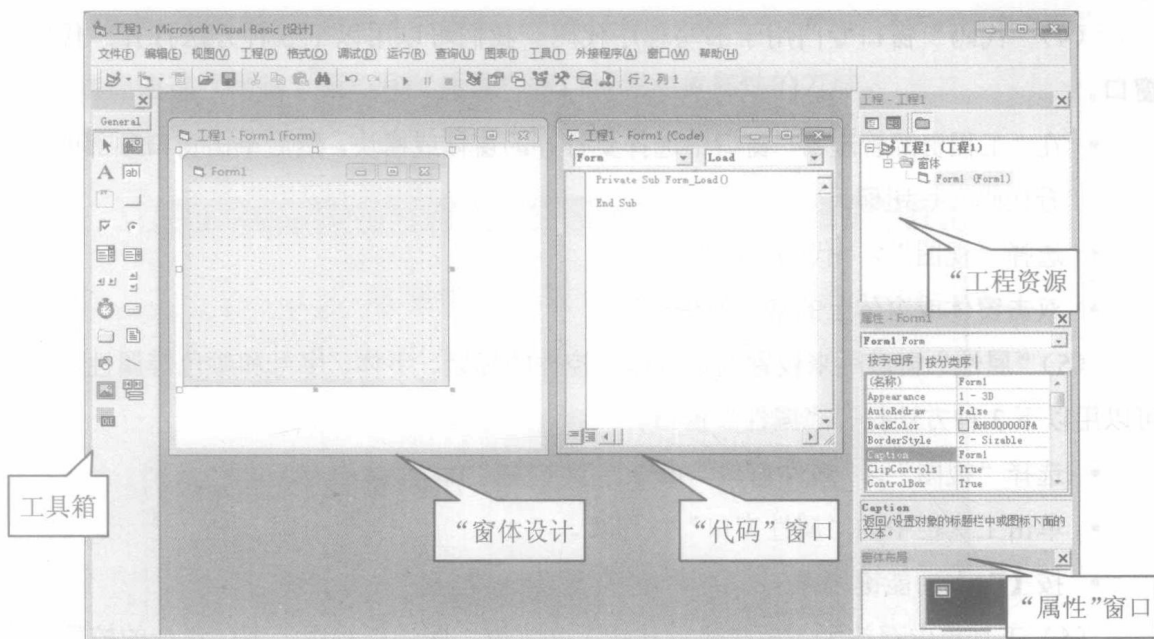 工程1 - Microsoft Visual Basic [设计]
文件(F) 编辑(E) 视图(V) 工程(P) 格式(O) 调试(D) 运行(R) 查询(U) 图表(I) 工具(T) 外接程序(A) 窗口(W) 帮助(H)
行 2, 列 1
General
工程1 - Form1 (Form)
Form1
工程1 - Form1 (Code)
Form
Load
Private Sub Form_Load()
End Sub
工程 - 工程1
工程1 (工程1)
窗体
Form1 (Form1)
“工程资源
属性 - Form1
Form1 Form
按字母序 按分类序
(名称) Form1
Appearance 1 - 3D
AutoRedraw False
BackColor &H8000000F&
BorderStyle 2 - Sizable
Caption Form1
ClipControls True
ControlBox True
Caption
返回/设置对象的标题栏中或图标下面的
文本。
窗体布局
工具箱
“窗体设计
“代码”窗口
“属性”窗口
窗口,